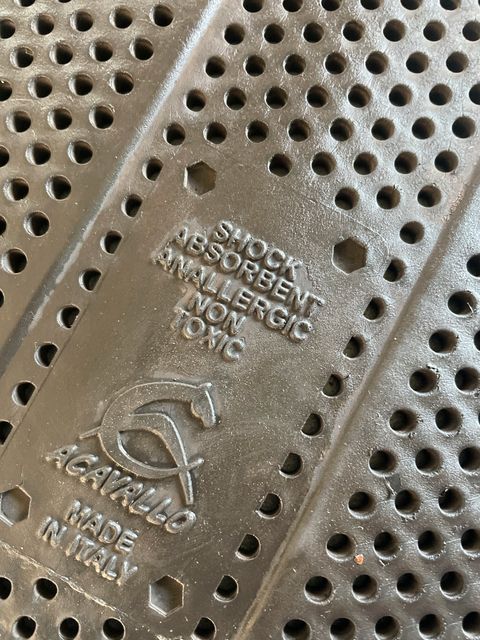 SHOCK
ABSORBENT
ANALLERGIC
NON
TOXIC
ACAVALLO
MADE
IN ITALY